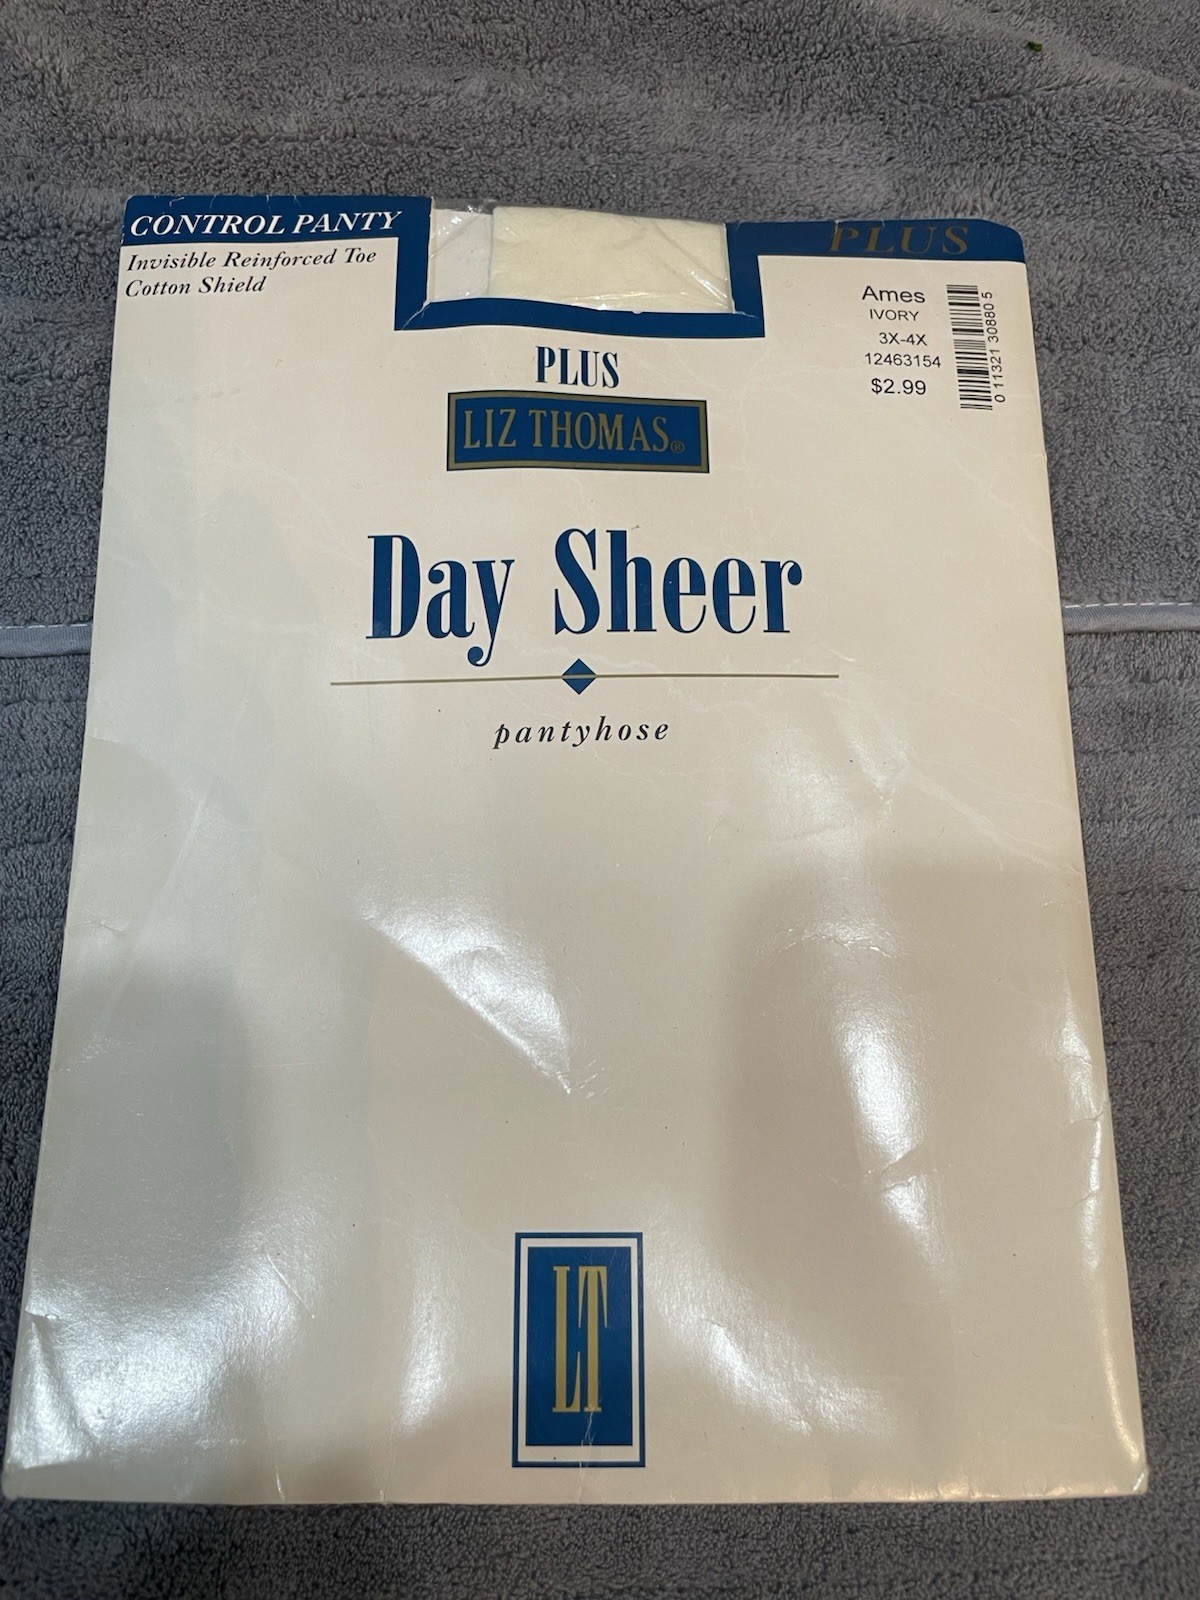 CONTROL PANTY
Invisible Reinforced Toe
Cotton Shield
PLUS
Ames
IVORY
3X-4X
12463154
$2.99
0 11321 30880 5
PLUS
LIZ THOMAS®
Day Sheer
pantyhose
LT